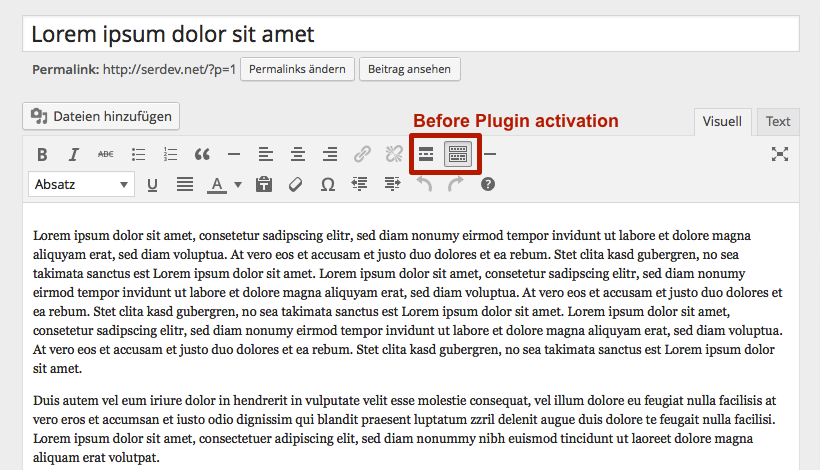 Lorem ipsum dolor sit amet
Permalink: http://serdev.net/?p=1 Permalinks ändern Beitrag ansehen
Dateien hinzufügen
Before Plugin activation
Visuell Text
B I ABC
Absatz U A T Ω ?
Lorem ipsum dolor sit amet, consetetur sadipscing elitr, sed diam nonumy eirmod tempor invidunt ut labore et dolore magna
aliquyam erat, sed diam voluptua. At vero eos et accusam et justo duo dolores et ea rebum. Stet clita kasd gubergren, no sea
takimata sanctus est Lorem ipsum dolor sit amet. Lorem ipsum dolor sit amet, consetetur sadipscing elitr, sed diam nonumy
eirmod tempor invidunt ut labore et dolore magna aliquyam erat, sed diam voluptua. At vero eos et accusam et justo duo dolores et
ea rebum. Stet clita kasd gubergren, no sea takimata sanctus est Lorem ipsum dolor sit amet. Lorem ipsum dolor sit amet,
consetetur sadipscing elitr, sed diam nonumy eirmod tempor invidunt ut labore et dolore magna aliquyam erat, sed diam voluptua.
At vero eos et accusam et justo duo dolores et ea rebum. Stet clita kasd gubergren, no sea takimata sanctus est Lorem ipsum dolor
sit amet.
Duis autem vel eum iriure dolor in hendrerit in vulputate velit esse molestie consequat, vel illum dolore eu feugiat nulla facilisis at
vero eros et accumsan et iusto odio dignissim qui blandit praesent luptatum zzril delenit augue duis dolore te feugait nulla facilisi.
Lorem ipsum dolor sit amet, consectetuer adipiscing elit, sed diam nonummy nibh euismod tincidunt ut laoreet dolore magna
aliquam erat volutpat.